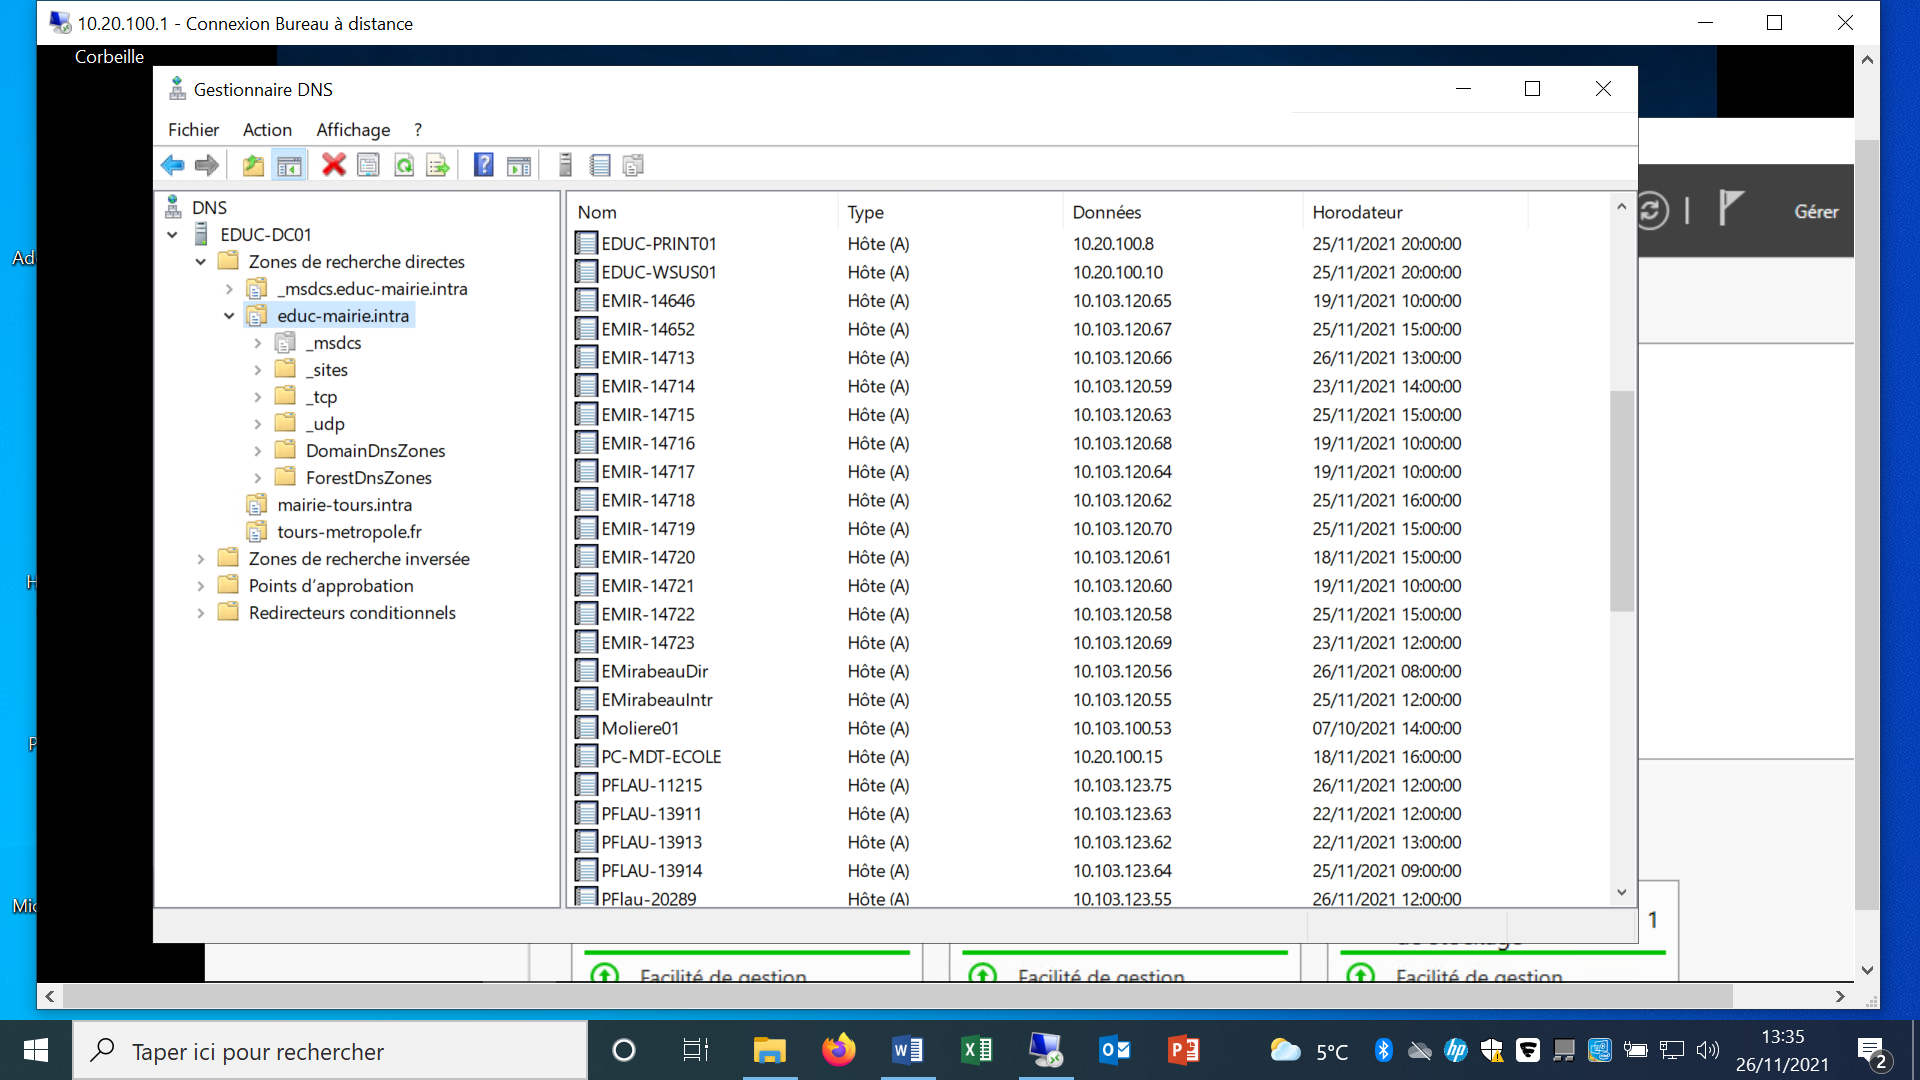 10.20.100.1 - Connexion Bureau à distance
Corbeille
Gestionnaire DNS
Fichier Action Affichage ?
Gérer
DNS
EDUC-DC01
Zones de recherche directes
_msdcs.educ-mairie.intra
educ-mairie.intra
_msdcs
_sites
_tcp
_udp
DomainDnsZones
ForestDnsZones
mairie-tours.intra
tours-metropole.fr
Zones de recherche inversée
Points d'approbation
Redirecteurs conditionnels
Nom Type Données Horodateur
EDUC-PRINT01 Hôte (A) 10.20.100.8 25/11/2021 20:00:00
EDUC-WSUS01 Hôte (A) 10.20.100.10 25/11/2021 20:00:00
EMIR-14646 Hôte (A) 10.103.120.65 19/11/2021 10:00:00
EMIR-14652 Hôte (A) 10.103.120.67 25/11/2021 15:00:00
EMIR-14713 Hôte (A) 10.103.120.66 26/11/2021 13:00:00
EMIR-14714 Hôte (A) 10.103.120.59 23/11/2021 14:00:00
EMIR-14715 Hôte (A) 10.103.120.63 25/11/2021 15:00:00
EMIR-14716 Hôte (A) 10.103.120.68 19/11/2021 10:00:00
EMIR-14717 Hôte (A) 10.103.120.64 19/11/2021 10:00:00
EMIR-14718 Hôte (A) 10.103.120.62 25/11/2021 16:00:00
EMIR-14719 Hôte (A) 10.103.120.70 25/11/2021 15:00:00
EMIR-14720 Hôte (A) 10.103.120.61 18/11/2021 15:00:00
EMIR-14721 Hôte (A) 10.103.120.60 19/11/2021 10:00:00
EMIR-14722 Hôte (A) 10.103.120.58 25/11/2021 15:00:00
EMIR-14723 Hôte (A) 10.103.120.69 23/11/2021 12:00:00
EMirabeauDir Hôte (A) 10.103.120.56 26/11/2021 08:00:00
EMirabeauIntr Hôte (A) 10.103.120.55 25/11/2021 12:00:00
Moliere01 Hôte (A) 10.103.100.53 07/10/2021 14:00:00
PC-MDT-ECOLE Hôte (A) 10.20.100.15 18/11/2021 16:00:00
PFLAU-11215 Hôte (A) 10.103.123.75 26/11/2021 12:00:00
PFLAU-13911 Hôte (A) 10.103.123.63 22/11/2021 12:00:00
PFLAU-13913 Hôte (A) 10.103.123.62 22/11/2021 13:00:00
PFLAU-13914 Hôte (A) 10.103.123.64 25/11/2021 09:00:00
PFlau-20289 Hôte (A) 10.103.123.55 26/11/2021 12:00:00
1
Facilité de gestion Facilité de gestion Facilité de gestion
Taper ici pour rechercher
5°C
13:35
26/11/2021
2